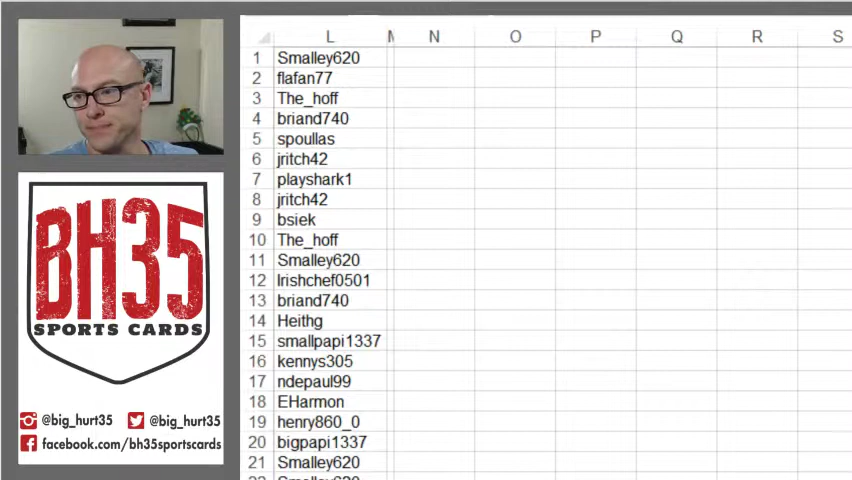 L M N O P Q R S
1 Smalley620
2 flafan77
3 The_hoff
4 briand740
5 spoullas
6 jritch42
7 playshark1
8 jritch42
9 bsiek
10 The_hoff
11 Smalley620
12 Irishchef0501
13 briand740
14 Heithg
15 smallpapi1337
16 kennys305
17 ndepaul99
18 EHarmon
19 henry860_0
20 bigpapi1337
21 Smalley620
22 Smalley620
BH35
SPORTS CARDS
@big_hurt35 @big_hurt35
facebook.com/bh35sportscards